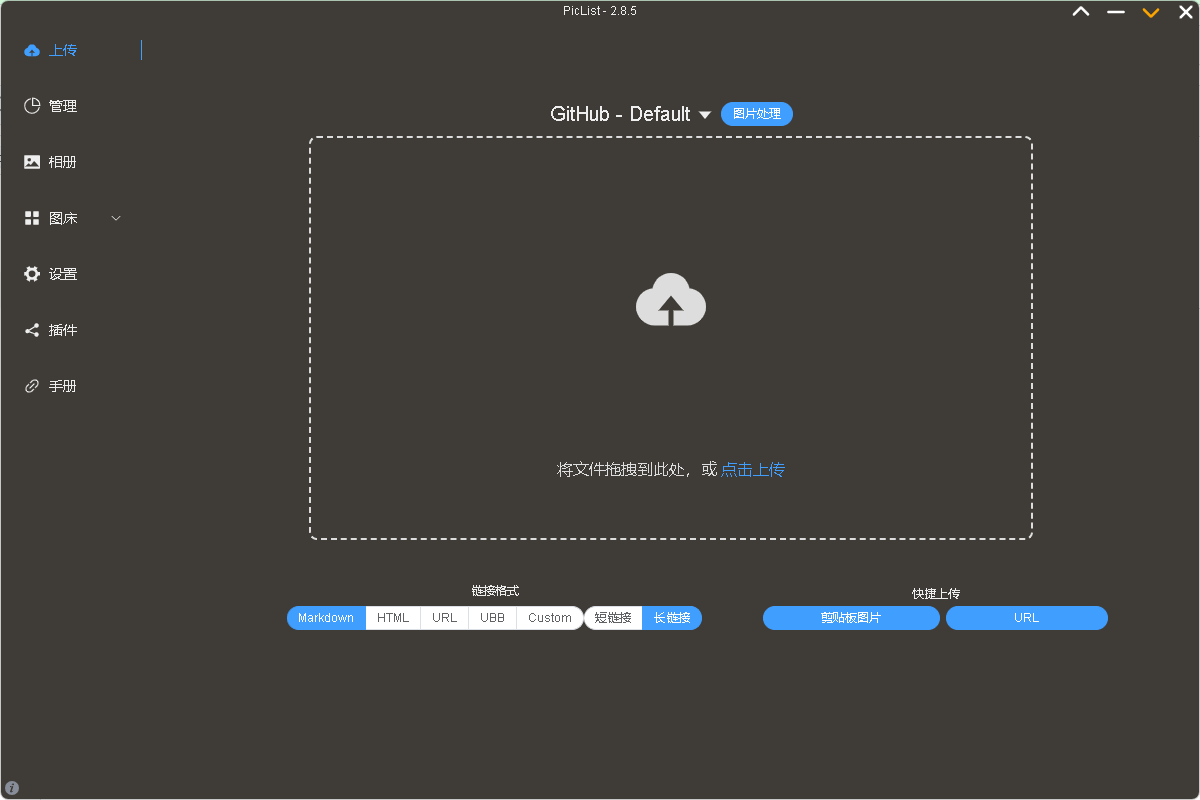 PicList - 2.8.5
上传
管理
相册
图床
设置
插件
手册
GitHub - Default
图片处理
将文件拖拽到此处，或 点击上传
链接格式
Markdown HTML URL UBB Custom 短链接 长链接
快捷上传
剪贴板图片 URL